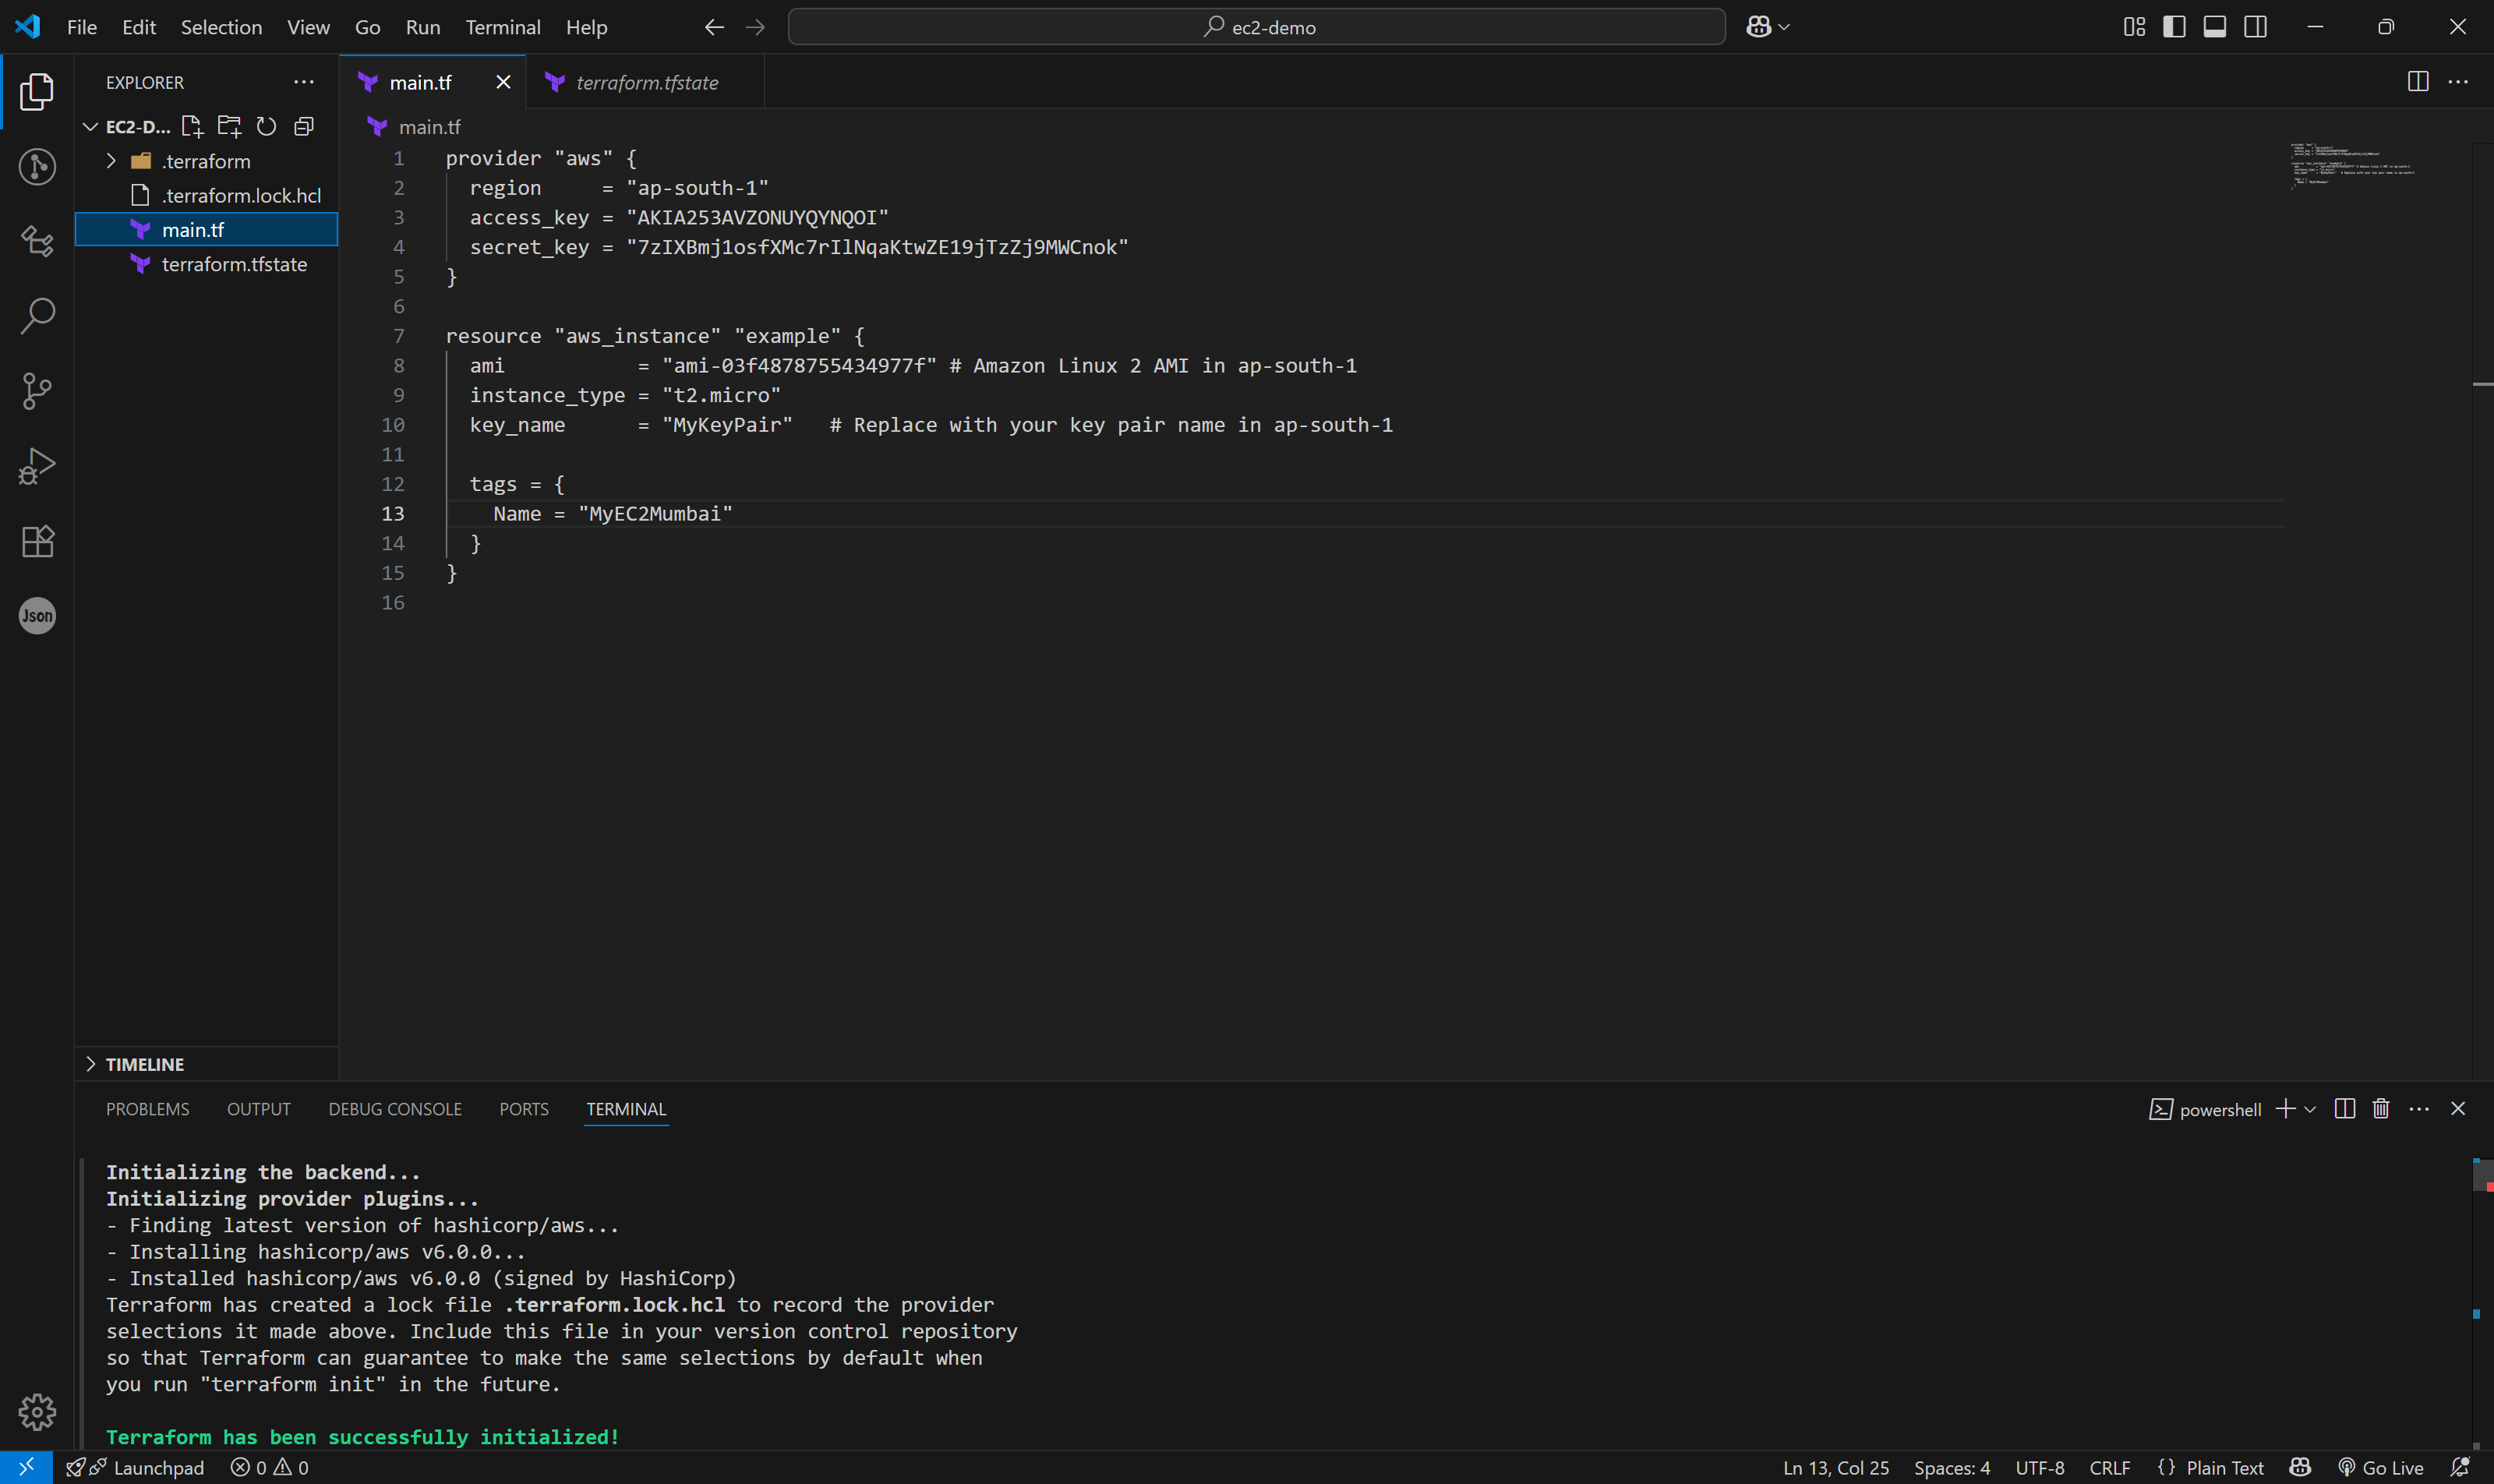 File Edit Selection View Go Run Terminal Help
ec2-demo
EXPLORER
EC2-D...
.terraform
.terraform.lock.hcl
main.tf
terraform.tfstate
Json
TIMELINE
main.tf
terraform.tfstate
main.tf
1 provider "aws" {
2 region = "ap-south-1"
3 access_key = "AKIA253AVZONUYQYNQOI"
4 secret_key = "7zIXBmj1osfXMc7rIlNqaKtwZE19jTzZj9MWCnok"
5 }
6
7 resource "aws_instance" "example" {
8 ami = "ami-03f4878755434977f" # Amazon Linux 2 AMI in ap-south-1
9 instance_type = "t2.micro"
10 key_name = "MyKeyPair" # Replace with your key pair name in ap-south-1
11
12 tags = {
13 Name = "MyEC2Mumbai"
14 }
15 }
16
PROBLEMS OUTPUT DEBUG CONSOLE PORTS TERMINAL
powershell
Initializing the backend...
Initializing provider plugins...
- Finding latest version of hashicorp/aws...
- Installing hashicorp/aws v6.0.0...
- Installed hashicorp/aws v6.0.0 (signed by HashiCorp)
Terraform has created a lock file .terraform.lock.hcl to record the provider
selections it made above. Include this file in your version control repository
so that Terraform can guarantee to make the same selections by default when
you run "terraform init" in the future.
Terraform has been successfully initialized!
Launchpad 0 0 Ln 13, Col 25 Spaces: 4 UTF-8 CRLF {} Plain Text Go Live